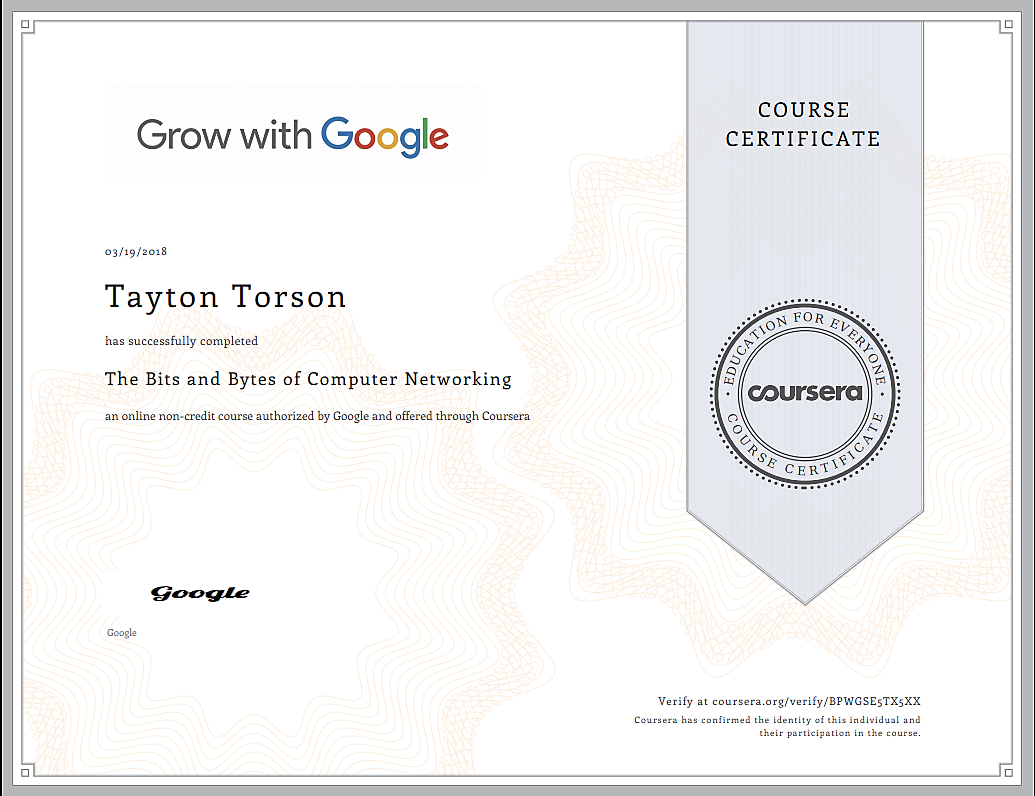 Grow with Google
COURSE
CERTIFICATE
03/19/2018
Tayton Torson
has successfully completed
The Bits and Bytes of Computer Networking
an online non-credit course authorized by Google and offered through Coursera
EDUCATION FOR EVERYONE
coursera
COURSE CERTIFICATE
Google
Google
Verify at coursera.org/verify/BPWGSE5TX5XX
Coursera has confirmed the identity of this individual and
their participation in the course.